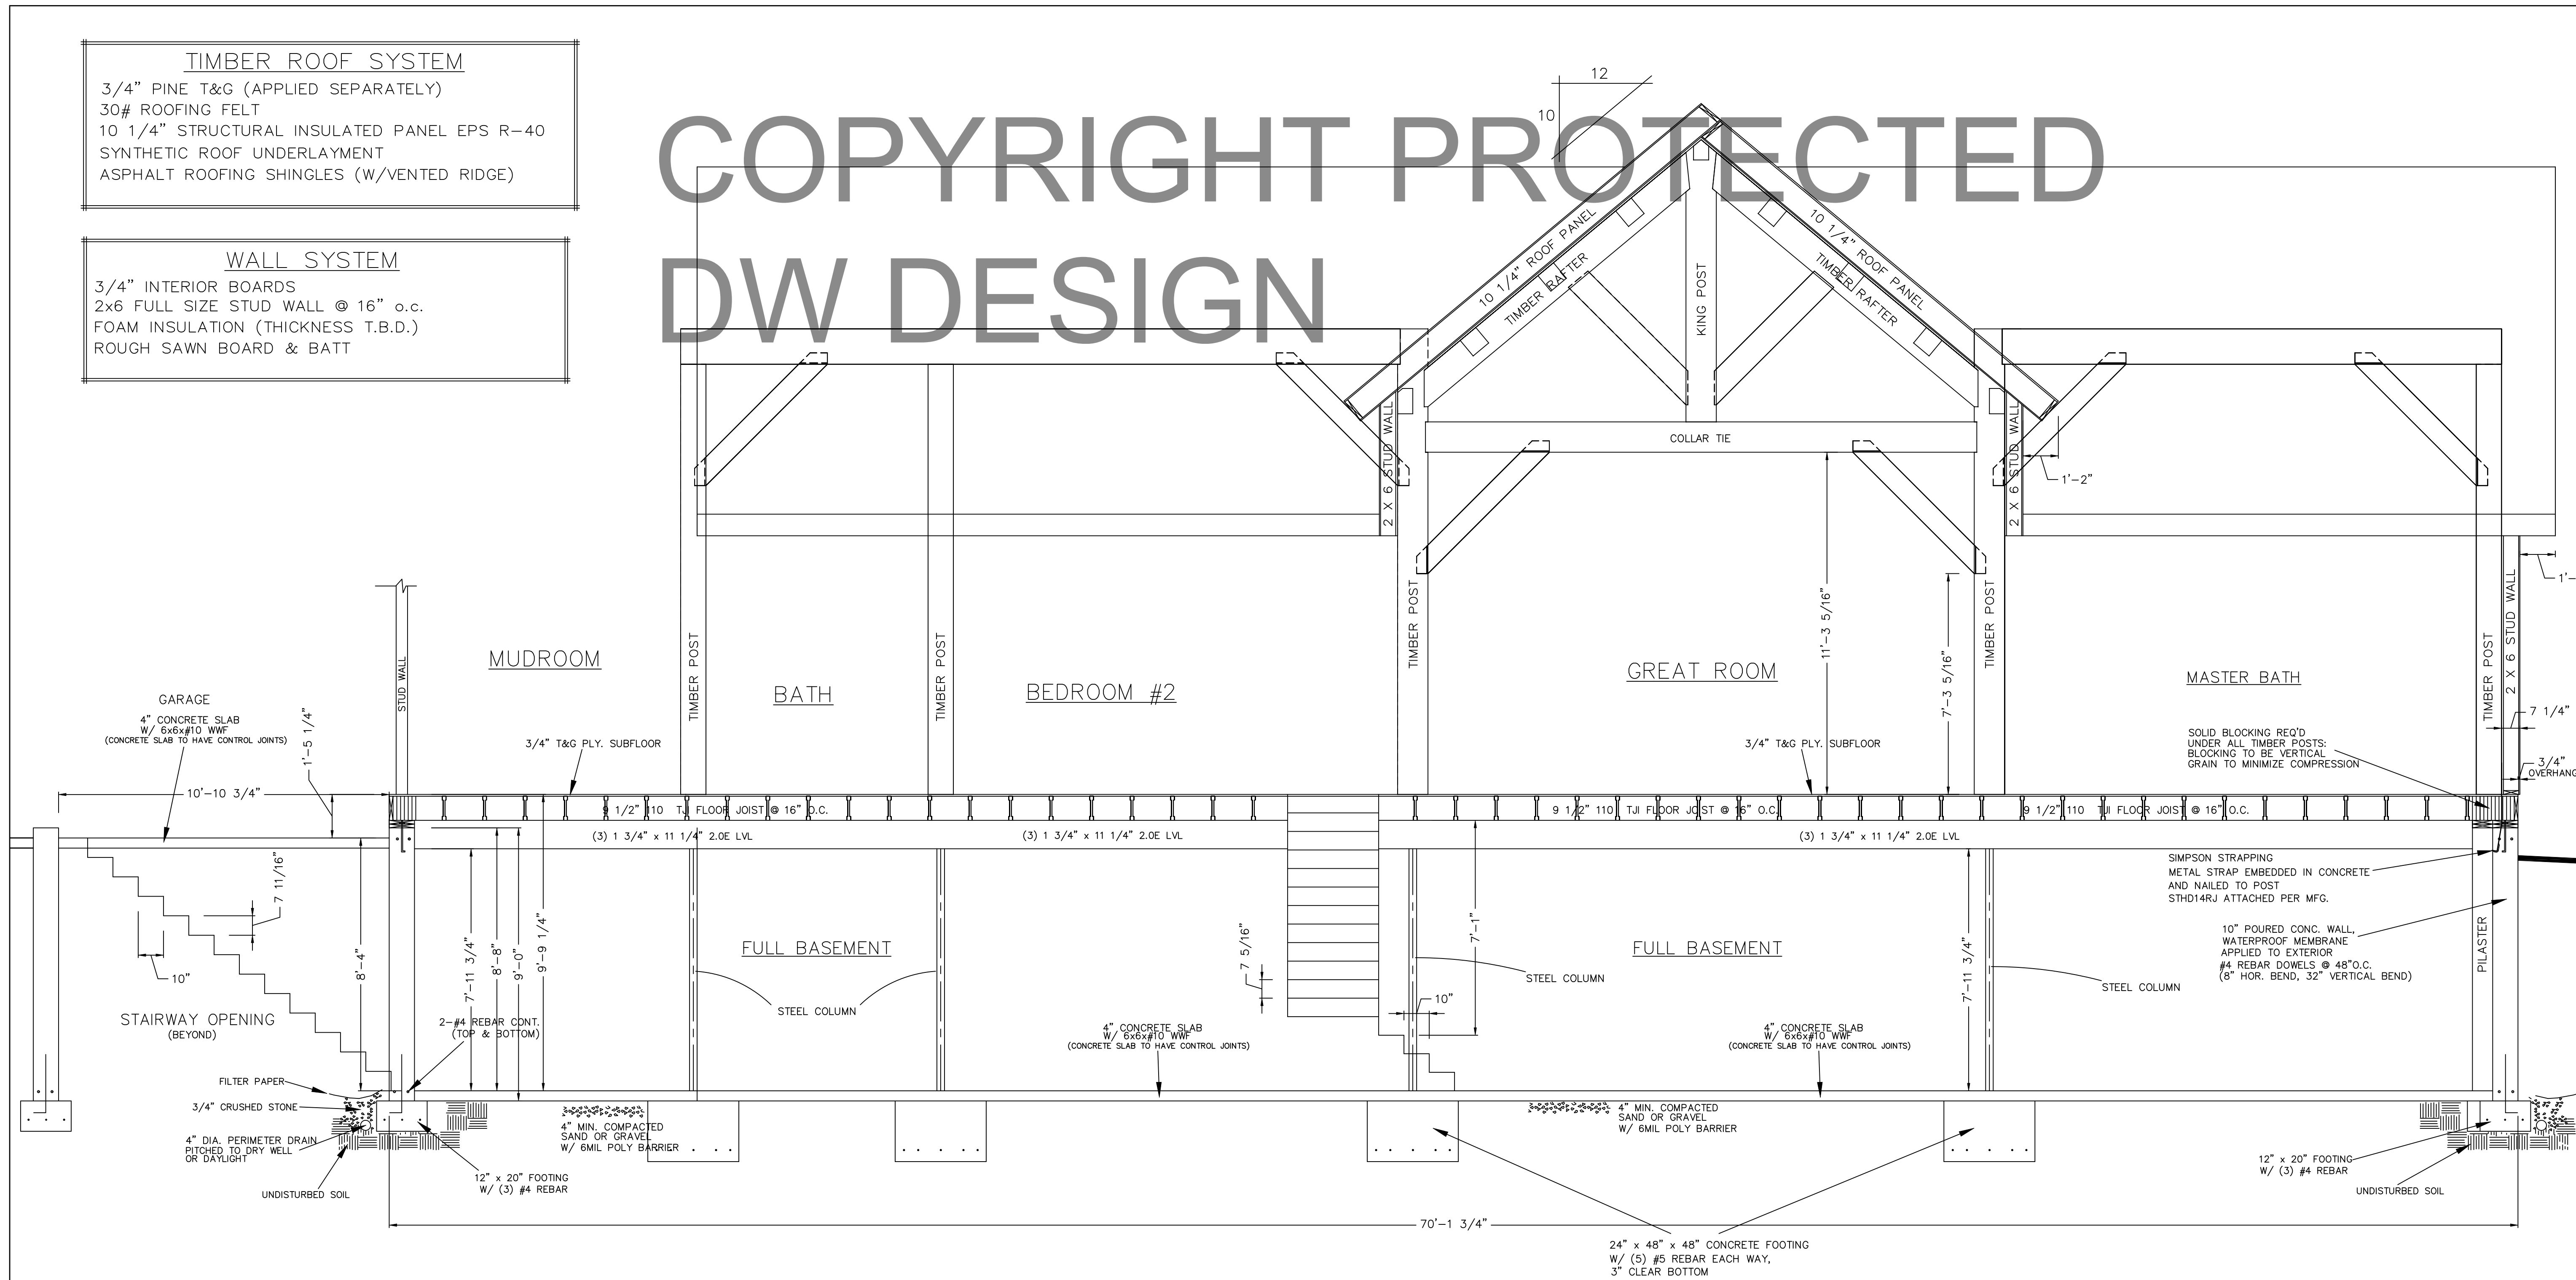 TIMBER ROOF SYSTEM
3/4" PINE T&G (APPLIED SEPARATELY)
30# ROOFING FELT
10 1/4" STRUCTURAL INSULATED PANEL EPS R-40
SYNTHETIC ROOF UNDERLAYMENT
ASPHALT ROOFING SHINGLES (W/VENTED RIDGE)
WALL SYSTEM
3/4" INTERIOR BOARDS
2x6 FULL SIZE STUD WALL @ 16" o.c.
FOAM INSULATION (THICKNESS T.B.D.)
ROUGH SAWN BOARD & BATT
COPYRIGHT PROTECTED
DW DESIGN
12
10
10 1/4" ROOF PANEL
TIMBER RAFTER
KING POST
10 1/4" ROOF PANEL
TIMBER RAFTER
COLLAR TIE
2 X 6 STUD WALL
2 X 6 STUD WALL
1'-2"
1'-
STUD WALL
MUDROOM
TIMBER POST
BATH
TIMBER POST
BEDROOM #2
TIMBER POST
GREAT ROOM
11'-3 5/16"
7'-3 5/16"
TIMBER POST
MASTER BATH
TIMBER POST
2 X 6 STUD WALL
7 1/4"
3/4"
OVERHANG
SOLID BLOCKING REQ'D
UNDER ALL TIMBER POSTS:
BLOCKING TO BE VERTICAL
GRAIN TO MINIMIZE COMPRESSION
GARAGE
4" CONCRETE SLAB
W/ 6x6x#10 WWF
(CONCRETE SLAB TO HAVE CONTROL JOINTS)
1'-5 1/4"
10'-10 3/4"
3/4" T&G PLY. SUBFLOOR
3/4" T&G PLY. SUBFLOOR
9 1/2" 110 TJI FLOOR JOIST @ 16" O.C.
9 1/2" 110 TJI FLOOR JOIST @ 16" O.C.
9 1/2" 110 TJI FLOOR JOIST @ 16" O.C.
(3) 1 3/4" x 11 1/4" 2.0E LVL
(3) 1 3/4" x 11 1/4" 2.0E LVL
(3) 1 3/4" x 11 1/4" 2.0E LVL
7 11/16"
10"
STAIRWAY OPENING
(BEYOND)
8'-4"
7'-11 3/4"
8'-8"
9'-0"
9'-9 1/4"
2-#4 REBAR CONT.
(TOP & BOTTOM)
FULL BASEMENT
STEEL COLUMN
7 5/16"
10"
7'-1"
STEEL COLUMN
FULL BASEMENT
7'-11 3/4"
STEEL COLUMN
SIMPSON STRAPPING
METAL STRAP EMBEDDED IN CONCRETE
AND NAILED TO POST
STHD14RJ ATTACHED PER MFG.
10" POURED CONC. WALL,
WATERPROOF MEMBRANE
APPLIED TO EXTERIOR
#4 REBAR DOWELS @ 48"O.C.
(8" HOR. BEND, 32" VERTICAL BEND)
PILASTER
4" CONCRETE SLAB
W/ 6x6x#10 WWF
(CONCRETE SLAB TO HAVE CONTROL JOINTS)
4" CONCRETE SLAB
W/ 6x6x#10 WWF
(CONCRETE SLAB TO HAVE CONTROL JOINTS)
FILTER PAPER
3/4" CRUSHED STONE
4" DIA. PERIMETER DRAIN
PITCHED TO DRY WELL
OR DAYLIGHT
UNDISTURBED SOIL
12" x 20" FOOTING
W/ (3) #4 REBAR
4" MIN. COMPACTED
SAND OR GRAVEL
W/ 6MIL POLY BARRIER
4" MIN. COMPACTED
SAND OR GRAVEL
W/ 6MIL POLY BARRIER
12" x 20" FOOTING
W/ (3) #4 REBAR
UNDISTURBED SOIL
70'-1 3/4"
24" x 48" x 48" CONCRETE FOOTING
W/ (5) #5 REBAR EACH WAY,
3" CLEAR BOTTOM